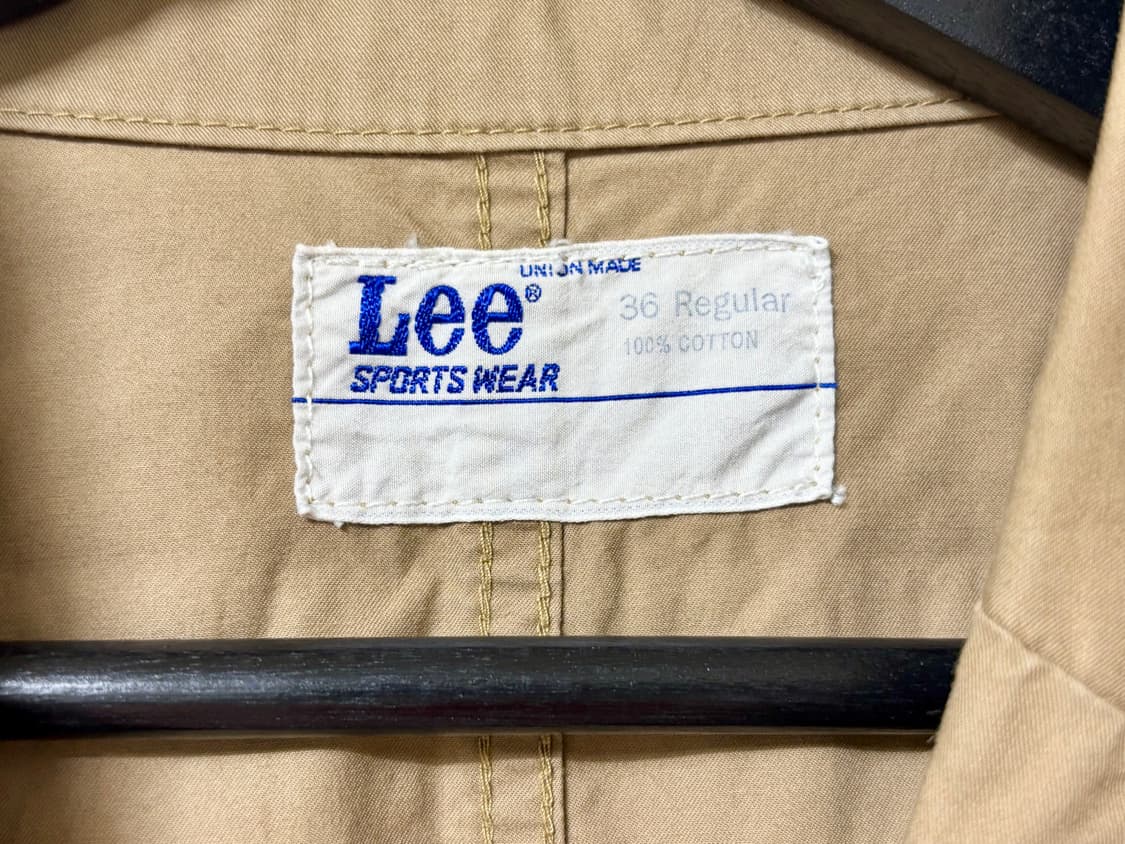 UNION MADE
Lee®
36 Regular
100% COTTON
SPORTS WEAR